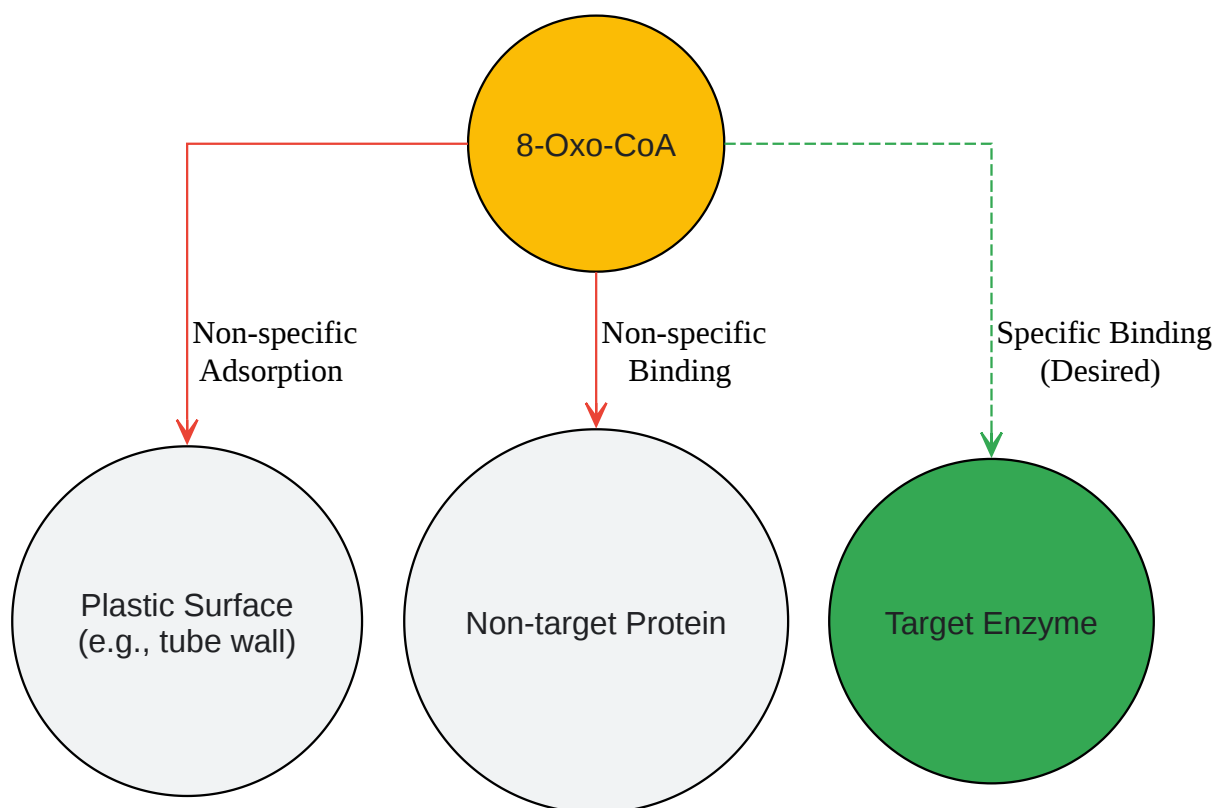 8-Oxo-CoA
Non-specific
Adsorption
Non-specific
Binding
Specific Binding
(Desired)
Plastic Surface
(e.g., tube wall)
Non-target Protein
Target Enzyme